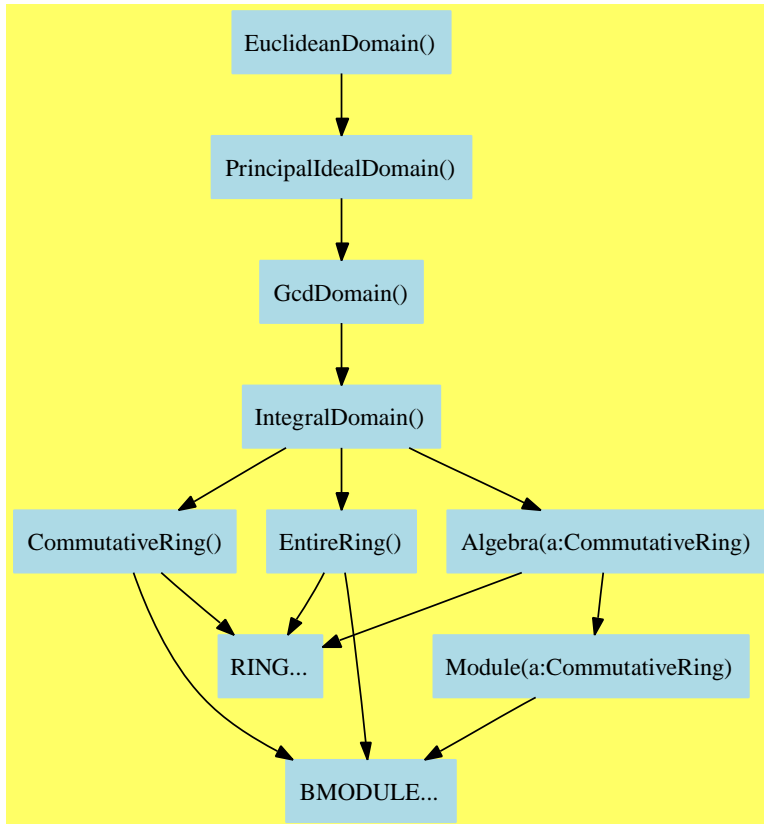 EuclideanDomain()
PrincipalIdealDomain()
GcdDomain()
IntegralDomain()
CommutativeRing()
EntireRing()
Algebra(a:CommutativeRing)
RING...
Module(a:CommutativeRing)
BMODULE...